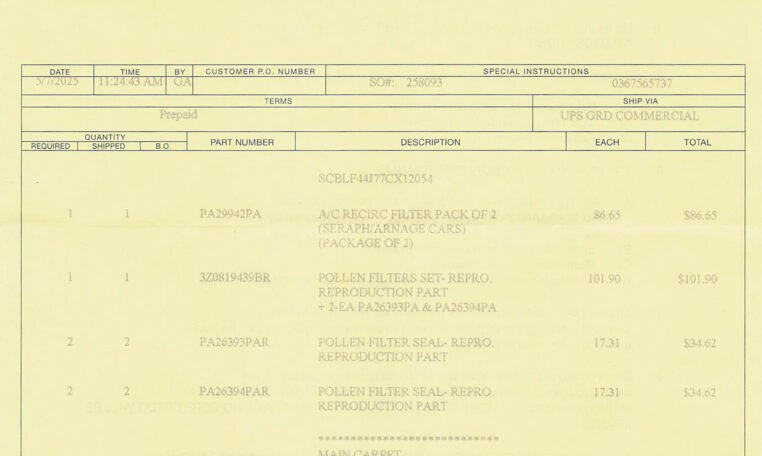 DATE TIME BY CUSTOMER P.O. NUMBER SPECIAL INSTRUCTIONS
5/7/2025 11:24:43 AM GA SO#: 258093 0367565737
TERMS SHIP VIA
Prepaid UPS GRD COMMERCIAL
QUANTITY
REQUIRED SHIPPED B.O. PART NUMBER DESCRIPTION EACH TOTAL
SCBLF44J77CX12054
1 1 PA29942PA A/C RECIRC FILTER PACK OF 2 86.65 $86.65
(SERAPH/ARNAGE CARS)
(PACKAGE OF 2)
1 1 3Z0819439BR POLLEN FILTERS SET- REPRO. 101.90 $101.90
REPRODUCTION PART
+ 2-EA PA26393PA & PA26394PA
2 2 PA26393PAR POLLEN FILTER SEAL- REPRO. 17.31 $34.62
REPRODUCTION PART
2 2 PA26394PAR POLLEN FILTER SEAL- REPRO. 17.31 $34.62
REPRODUCTION PART
MAIN CARPET